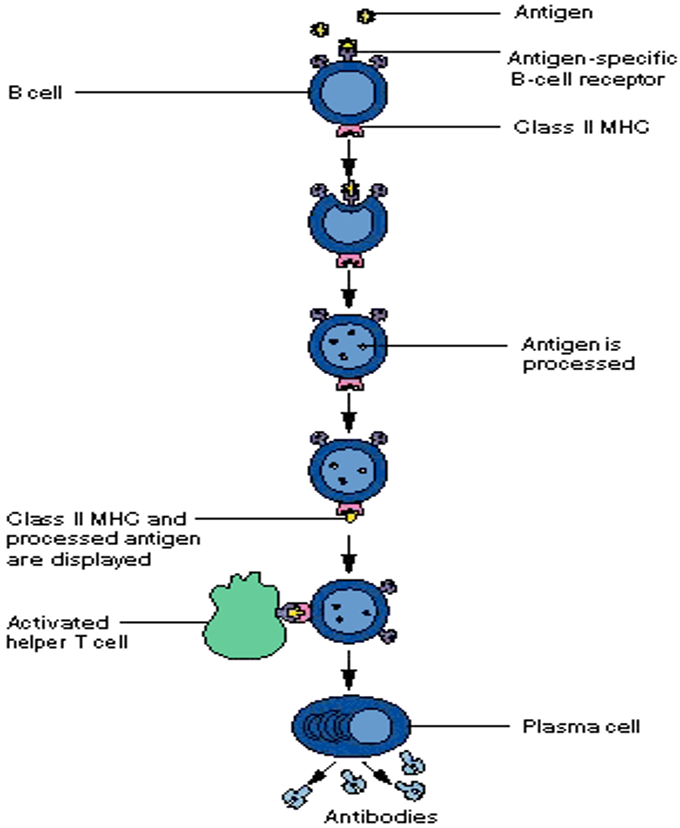 Antigen
Antigen-specific
B-cell receptor
B cell
Class II MHC
Antigen is
processed
Class II MHC and
processed antigen
are displayed
Activated
helper T cell
Plasma cell
Antibodies